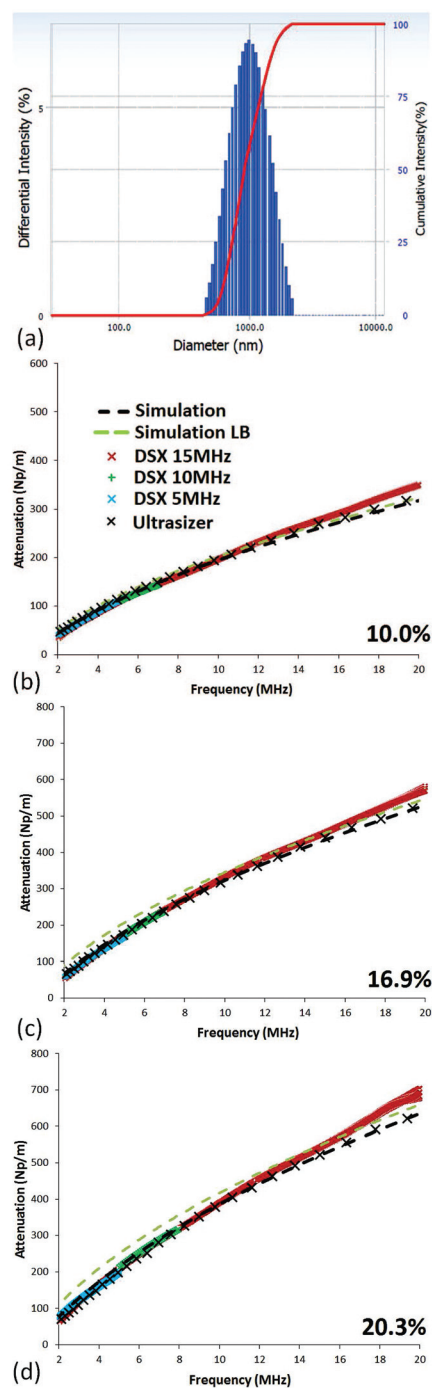 100
75
50
25
0
5
0
Differential Intensity (%)
Cumulative Intensity(%)
100.0 1000.0 10000.0
Diameter (nm)
(a)
600
500
400
300
200
100
0
Attenuation (Np/m)
Simulation
Simulation LB
DSX 15MHz
DSX 10MHz
DSX 5MHz
Ultrasizer
10.0%
2 4 6 8 10 12 14 16 18 20
Frequency (MHz)
(b)
800
700
600
500
400
300
200
100
0
Attenuation (Np/m)
16.9%
2 4 6 8 10 12 14 16 18 20
Frequency (MHz)
(c)
800
700
600
500
400
300
200
100
0
Attenuation (Np/m)
20.3%
2 4 6 8 10 12 14 16 18 20
Frequency (MHz)
(d)